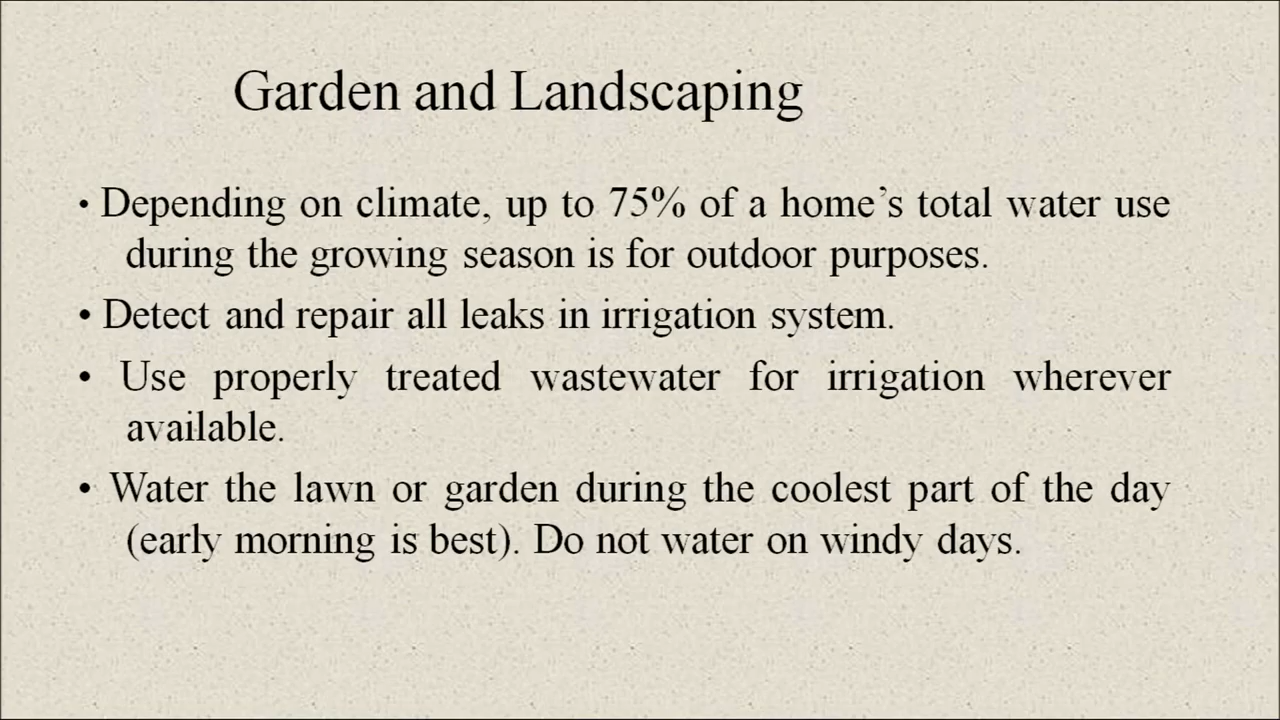 Garden and Landscaping
• Depending on climate, up to 75% of a home’s total water use
during the growing season is for outdoor purposes.
• Detect and repair all leaks in irrigation system.
• Use properly treated wastewater for irrigation wherever
available.
• Water the lawn or garden during the coolest part of the day
(early morning is best). Do not water on windy days.